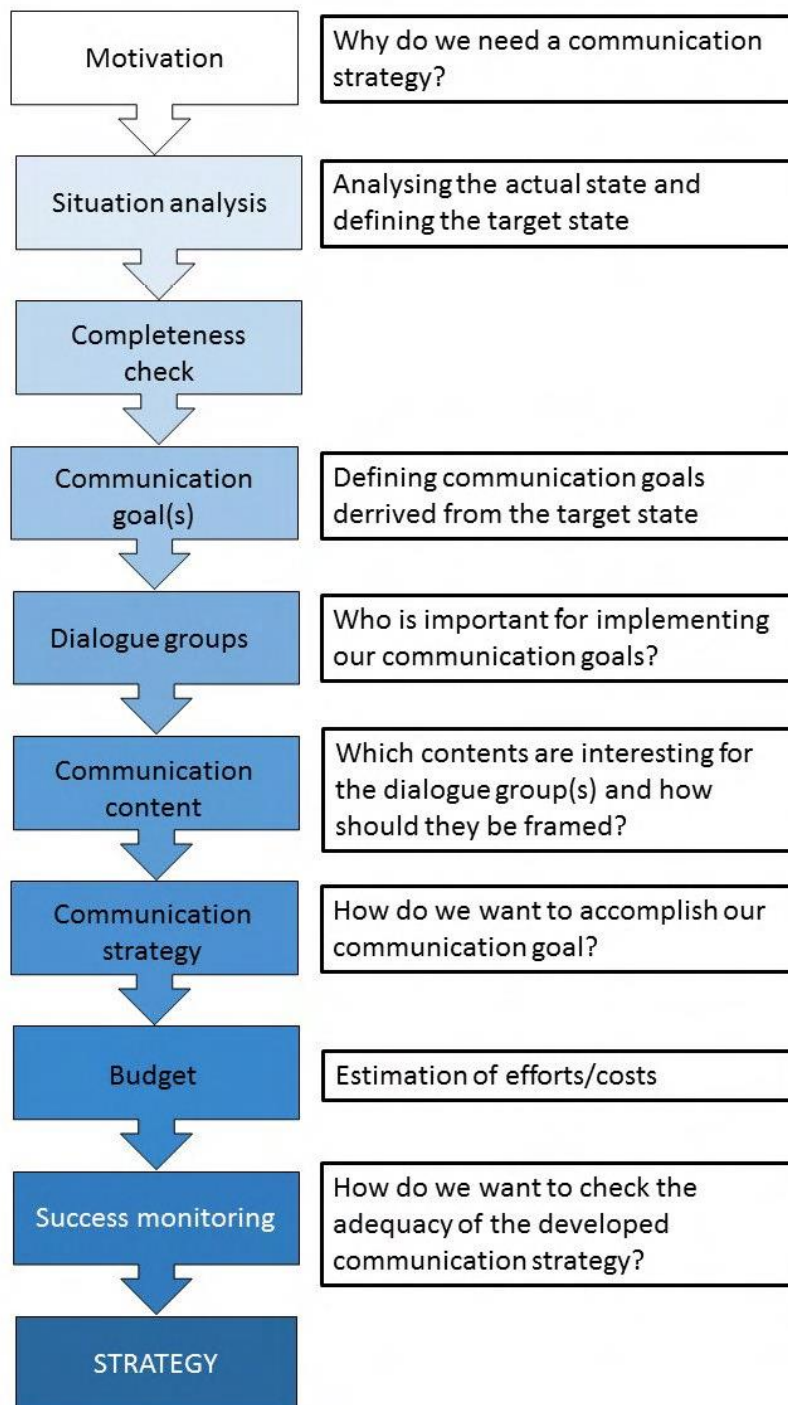 Motivation
Why do we need a communication
strategy?
Situation analysis
Analysing the actual state and
defining the target state
Completeness
check
Communication
goal(s)
Defining communication goals
derrived from the target state
Dialogue groups
Who is important for implementing
our communication goals?
Communication
content
Which contents are interesting for
the dialogue group(s) and how
should they be framed?
Communication
strategy
How do we want to accomplish our
communication goal?
Budget
Estimation of efforts/costs
Success monitoring
How do we want to check the
adequacy of the developed
communication strategy?
STRATEGY